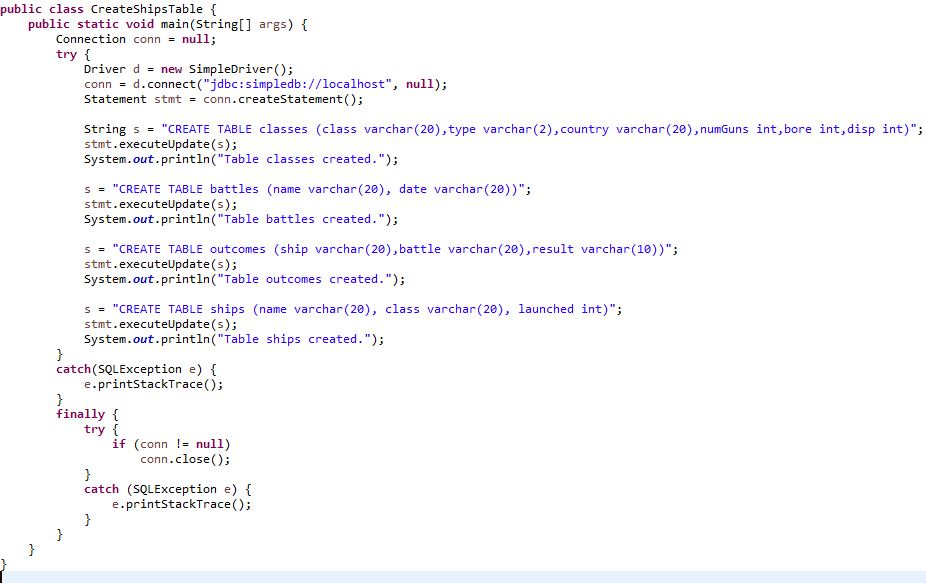 public class CreateShipsTable {
    public static void main(String[] args) {
        Connection conn = null;
        try {
            Driver d = new SimpleDriver();
            conn = d.connect("jdbc:simpledb://localhost", null);
            Statement stmt = conn.createStatement();

            String s = "CREATE TABLE classes (class varchar(20),type varchar(2),country varchar(20),numGuns int,bore int,disp int)";
            stmt.executeUpdate(s);
            System.out.println("Table classes created.");

            s = "CREATE TABLE battles (name varchar(20), date varchar(20))";
            stmt.executeUpdate(s);
            System.out.println("Table battles created.");

            s = "CREATE TABLE outcomes (ship varchar(20),battle varchar(20),result varchar(10))";
            stmt.executeUpdate(s);
            System.out.println("Table outcomes created.");

            s = "CREATE TABLE ships (name varchar(20), class varchar(20), launched int)";
            stmt.executeUpdate(s);
            System.out.println("Table ships created.");
        }
        catch(SQLException e) {
            e.printStackTrace();
        }
        finally {
            try {
                if (conn != null)
                    conn.close();
            }
            catch (SQLException e) {
                e.printStackTrace();
            }
        }
    }
}